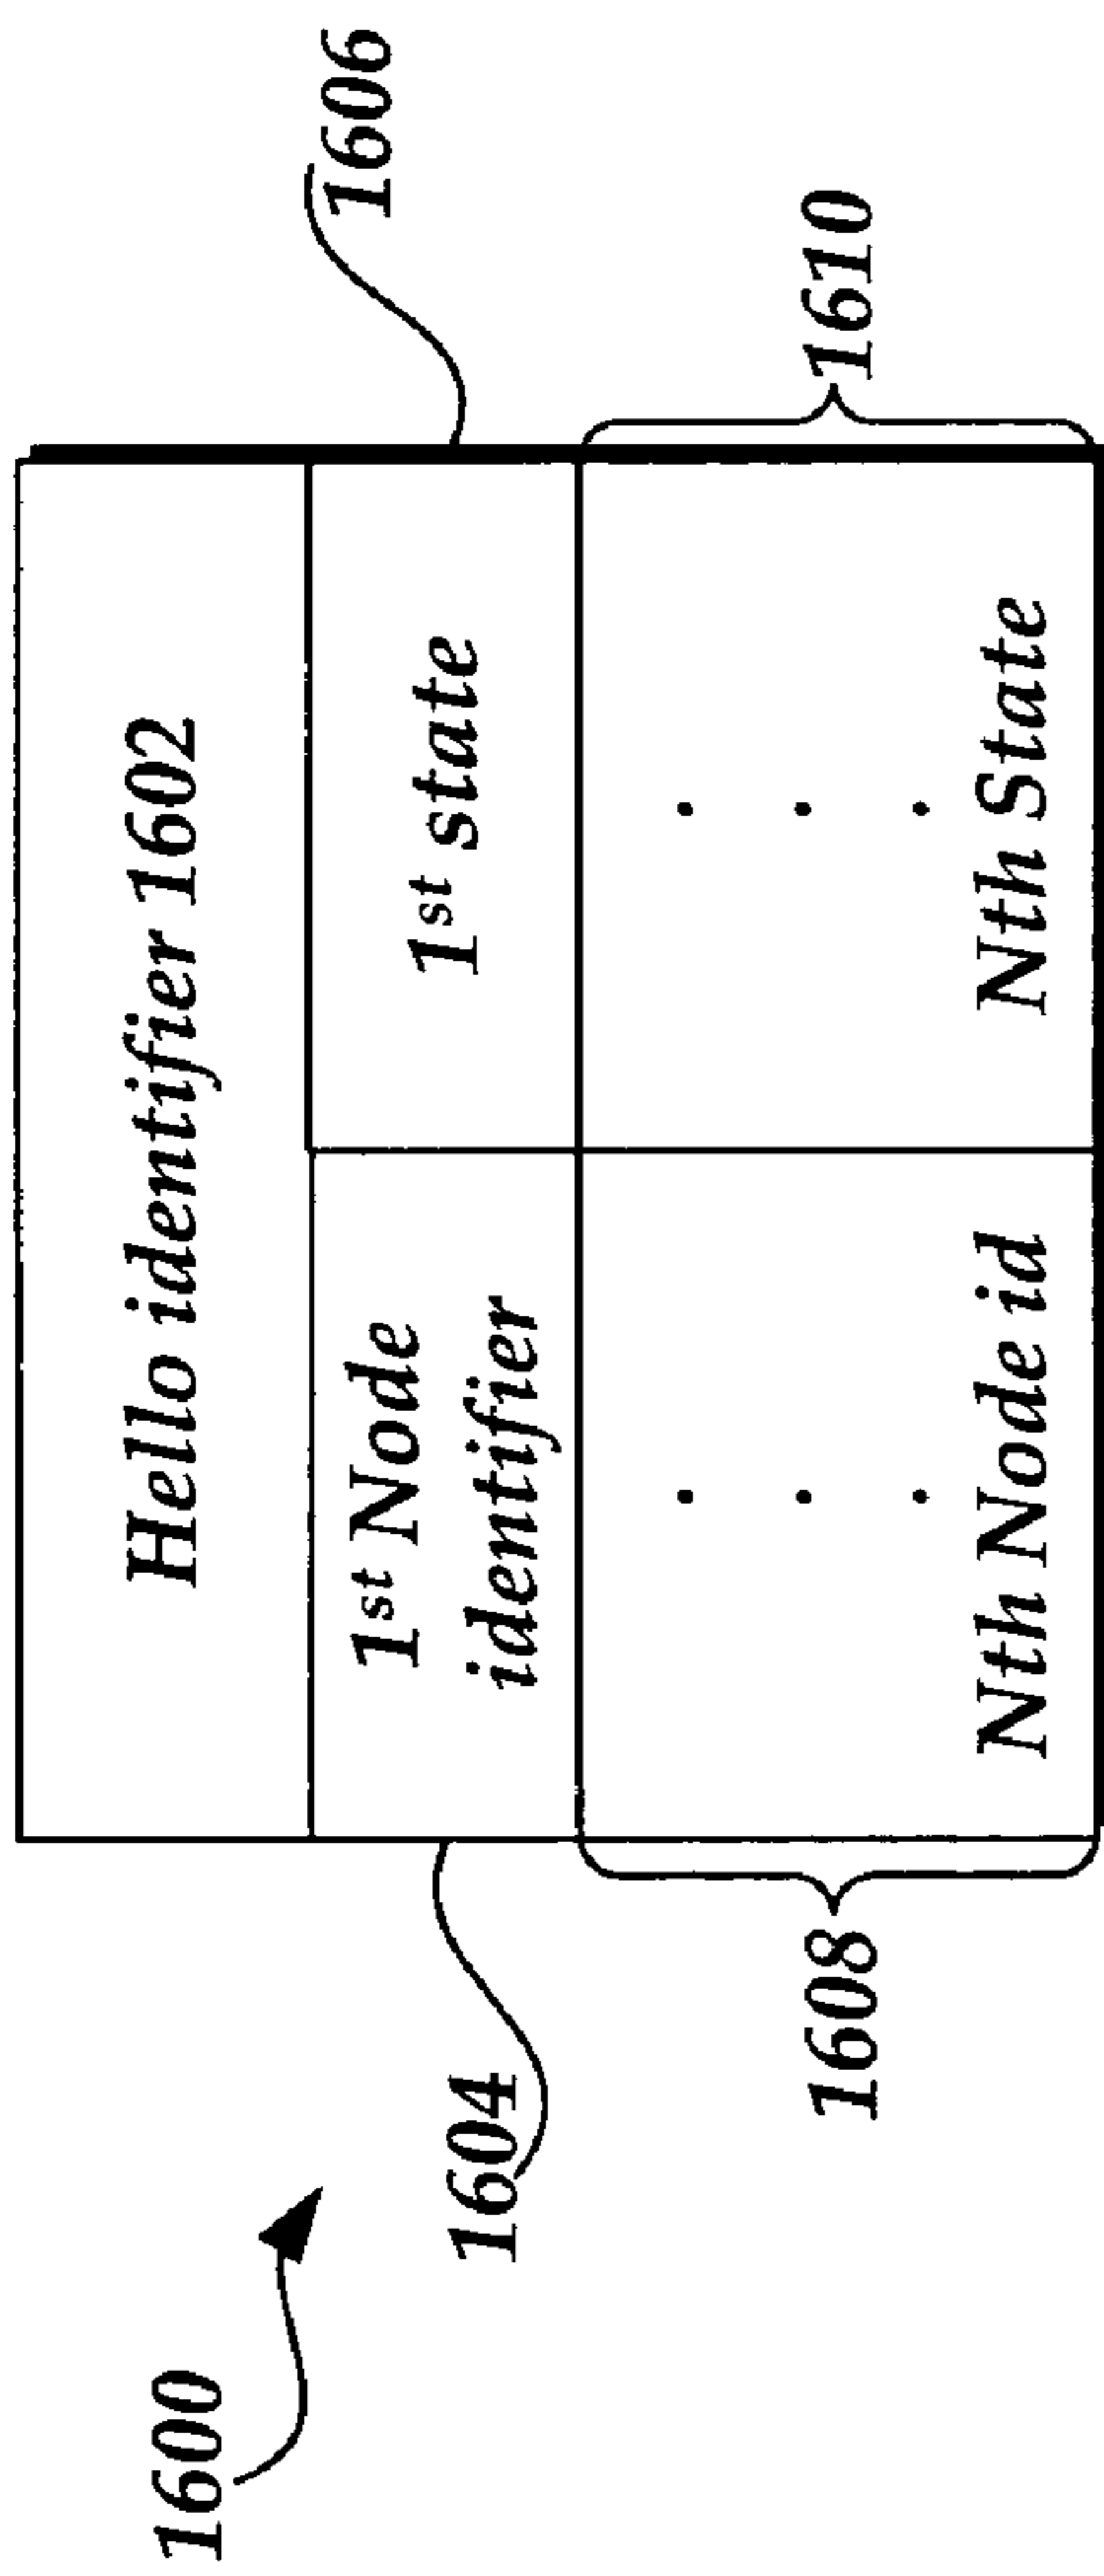 1600
Hello identifier 1602
1604
1st Node
identifier
1st state
1606
1608
.
.
.
Nth Node id
.
.
.
Nth State
1610